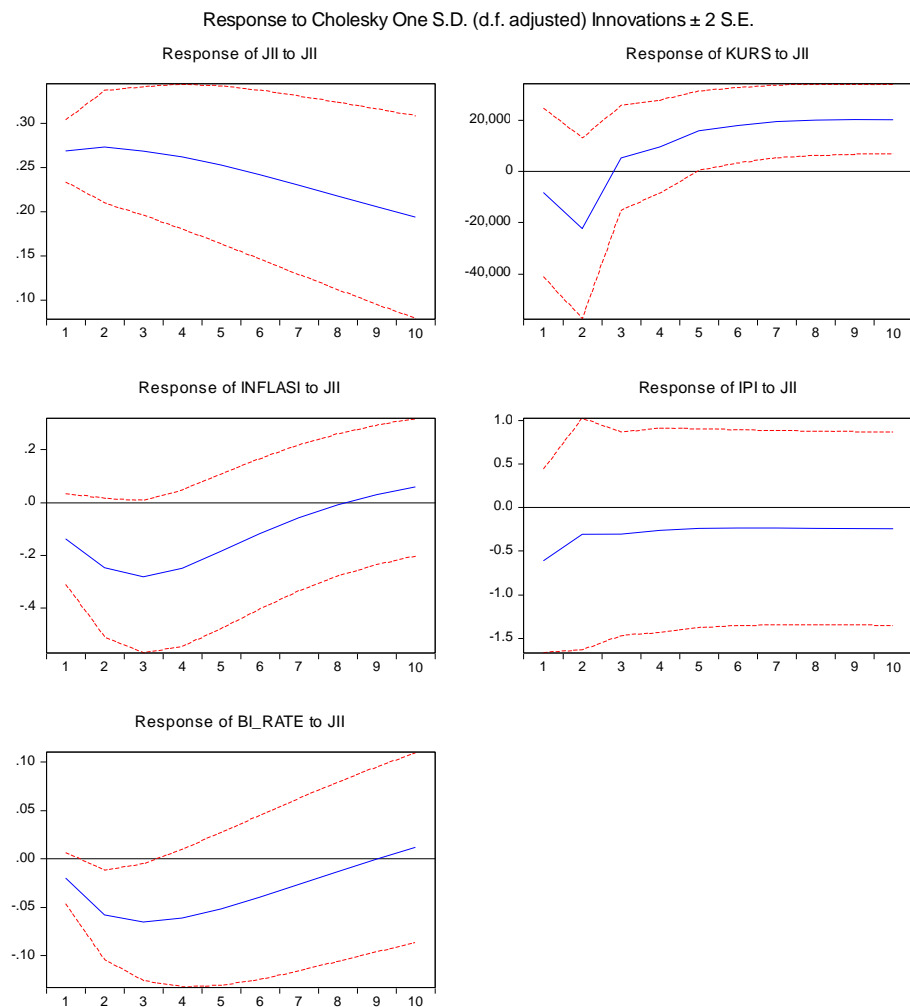 Response to Cholesky One S.D. (d.f. adjusted) Innovations ± 2 S.E.
Response of JII to JII
.30
.25
.20
.15
.10
1 2 3 4 5 6 7 8 9 10
Response of KURS to JII
20,000
0
-20,000
-40,000
1 2 3 4 5 6 7 8 9 10
Response of INFLASI to JII
.2
.0
-.2
-.4
1 2 3 4 5 6 7 8 9 10
Response of IPI to JII
1.0
0.5
0.0
-0.5
-1.0
-1.5
1 2 3 4 5 6 7 8 9 10
Response of BI_RATE to JII
.10
.05
.00
-.05
-.10
1 2 3 4 5 6 7 8 9 10